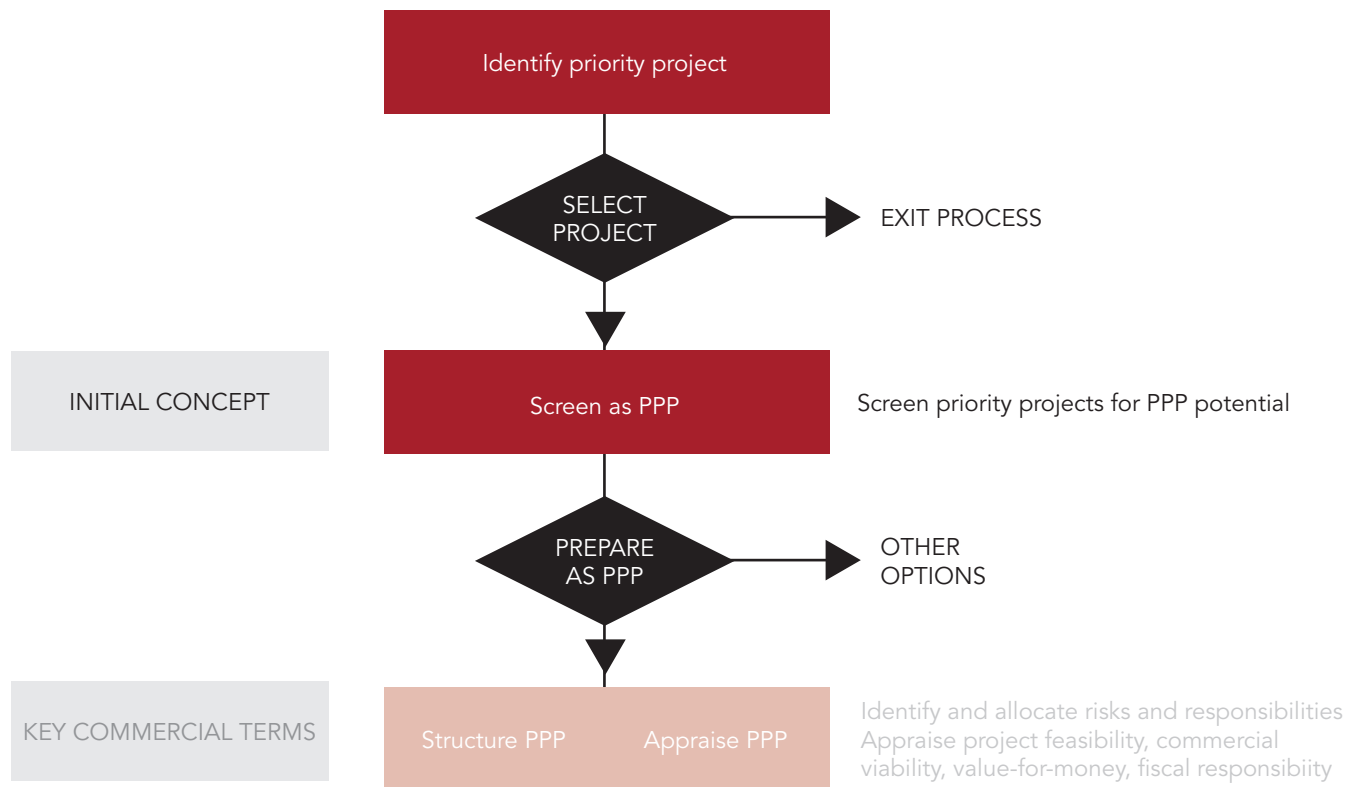 Identify priority project
SELECT
PROJECT
EXIT PROCESS
INITIAL CONCEPT
Screen as PPP
Screen priority projects for PPP potential
PREPARE
AS PPP
OTHER
OPTIONS
KEY COMMERCIAL TERMS
Structure PPP
Appraise PPP
Identify and allocate risks and responsibilities
Appraise project feasibility, commercial
viability, value-for-money, fiscal responsibiity